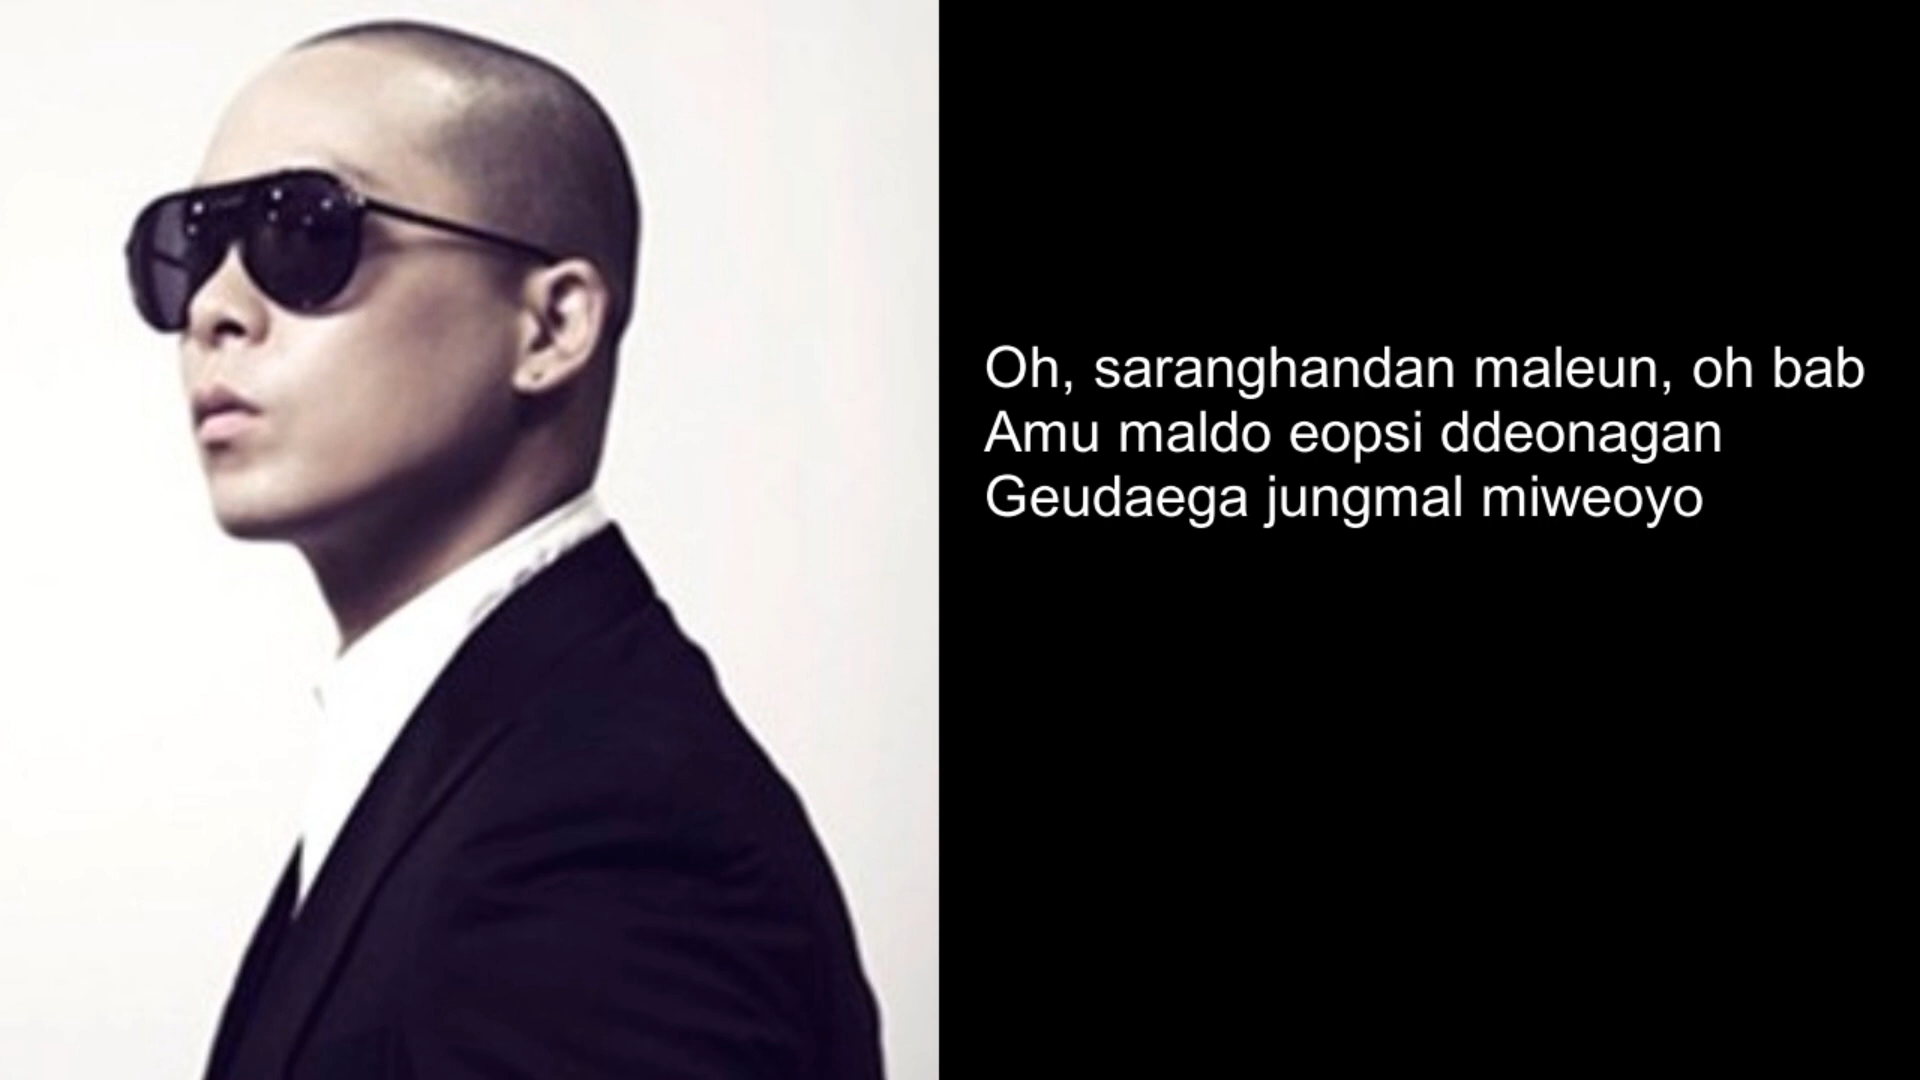 Oh, saranghandan maleun, oh bab
Amu maldo eopsi ddeonagan
Geudaega jungmal miweoyo